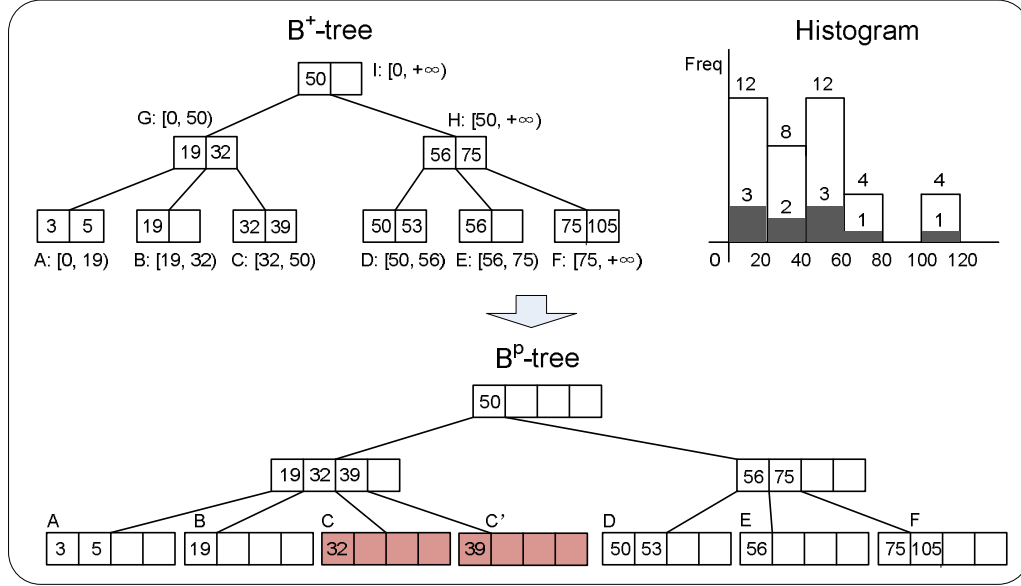 B+-tree
50
I: [0, +∞)
G: [0, 50)
H: [50, +∞)
19 32
56 75
3 5
19
32 39
50 53
56
75 105
A: [0, 19)
B: [19, 32)
C: [32, 50)
D: [50, 56)
E: [56, 75)
F: [75, +∞)
Histogram
Freq
12
12
8
4
4
3
2
3
1
1
0 20 40 60 80 100 120
Bp-tree
50
19 32 39
56 75
A
B
C
C’
D
E
F
3 5
19
32
39
50 53
56
75 105